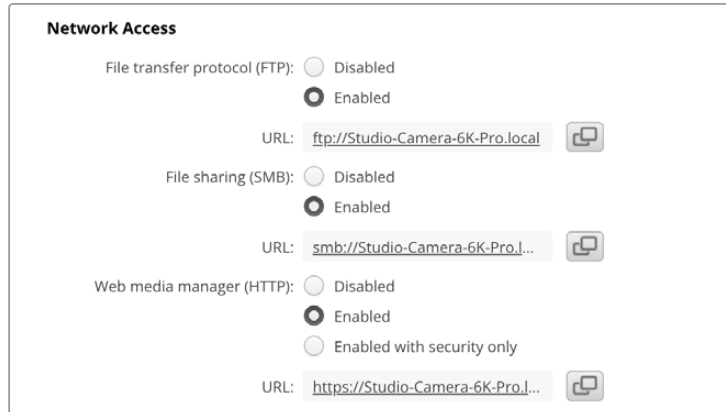 Network Access
File transfer protocol (FTP): Disabled
Enabled
URL: ftp://Studio-Camera-6K-Pro.local
File sharing (SMB): Disabled
Enabled
URL: smb://Studio-Camera-6K-Pro.l...
Web media manager (HTTP): Disabled
Enabled
Enabled with security only
URL: https://Studio-Camera-6K-Pro.l...